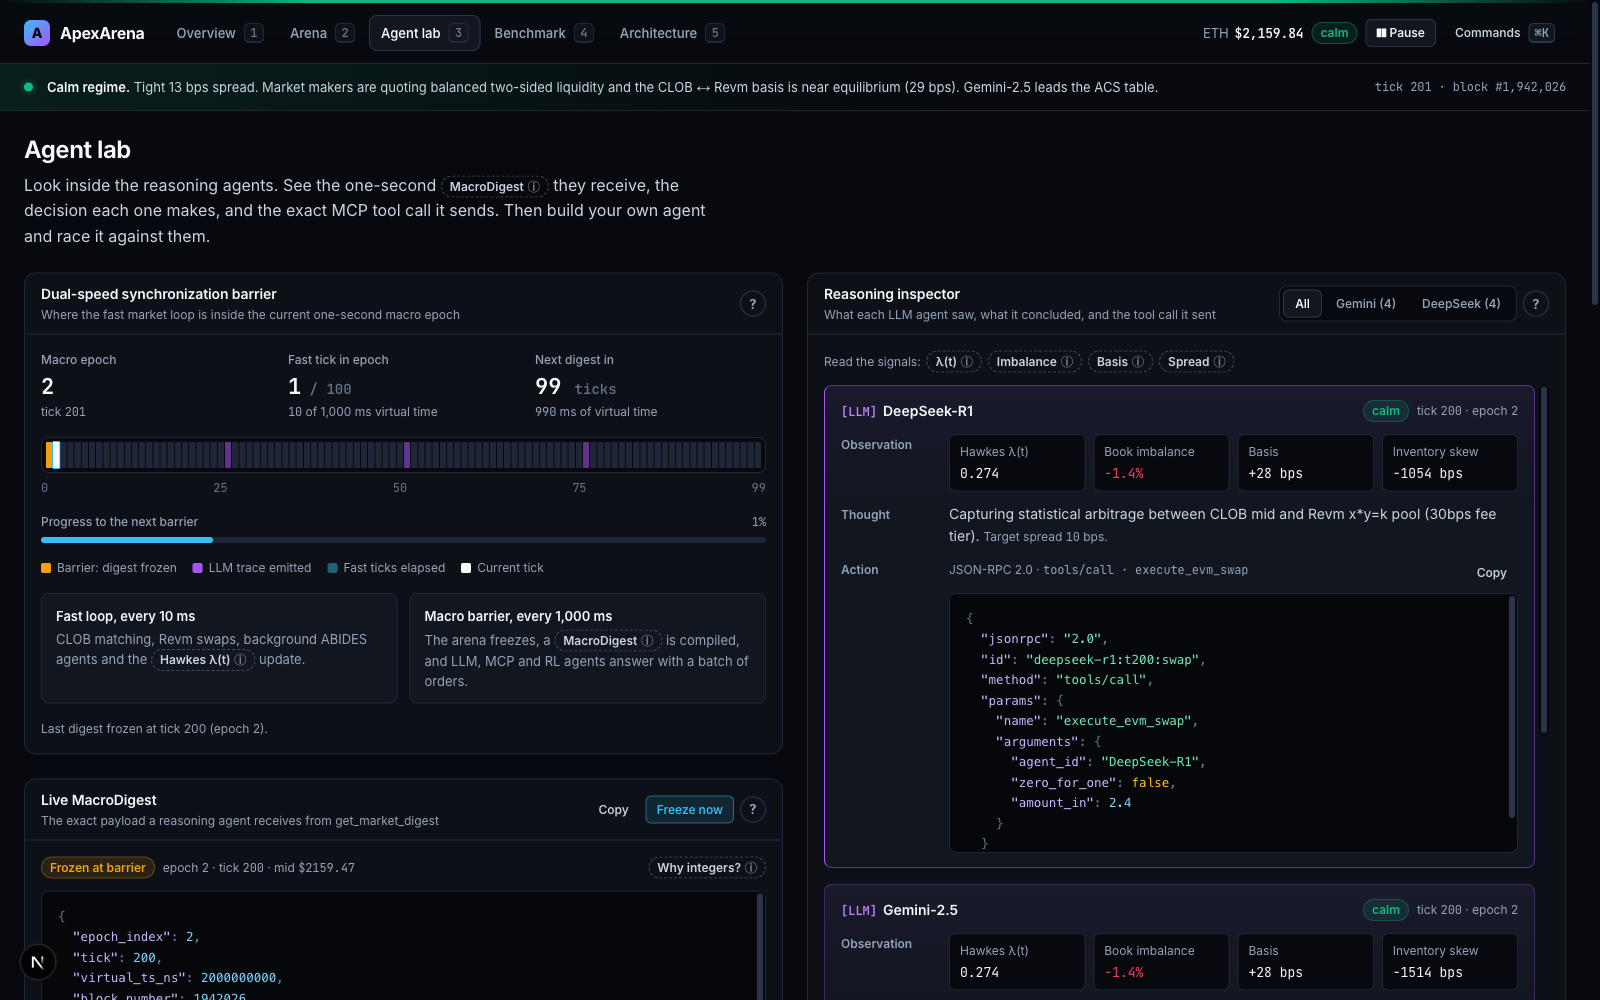 A ApexArena Overview 1 Arena 2 Agent lab 3 Benchmark 4 Architecture 5 ETH $2,159.84 calm Pause Commands ⌘K
Calm regime. Tight 13 bps spread. Market makers are quoting balanced two-sided liquidity and the CLOB ↔ Revm basis is near equilibrium (29 bps). Gemini-2.5 leads the ACS table. tick 201 · block #1,942,026
Agent lab
Look inside the reasoning agents. See the one-second MacroDigest ⓘ they receive, the
decision each one makes, and the exact MCP tool call it sends. Then build your own agent
and race it against them.
Dual-speed synchronization barrier
Where the fast market loop is inside the current one-second macro epoch
?
Macro epoch
2
tick 201
Fast tick in epoch
1 / 100
10 of 1,000 ms virtual time
Next digest in
99 ticks
990 ms of virtual time
0 25 50 75 99
Progress to the next barrier 1%
Barrier: digest frozen LLM trace emitted Fast ticks elapsed Current tick
Fast loop, every 10 ms
CLOB matching, Revm swaps, background ABIDES
agents and the Hawkes λ(t) ⓘ update.
Macro barrier, every 1,000 ms
The arena freezes, a MacroDigest ⓘ is compiled,
and LLM, MCP and RL agents answer with a batch of
orders.
Last digest frozen at tick 200 (epoch 2).
Live MacroDigest
The exact payload a reasoning agent receives from get_market_digest
Copy Freeze now ?
Frozen at barrier epoch 2 · tick 200 · mid $2159.47 Why integers? ⓘ
{
"epoch_index": 2,
"tick": 200,
"virtual_ts_ns": 2000000000,
"block_number": 1942026,
N
Reasoning inspector
What each LLM agent saw, what it concluded, and the tool call it sent
All Gemini (4) DeepSeek (4) ?
Read the signals: λ(t) ⓘ Imbalance ⓘ Basis ⓘ Spread ⓘ
[LLM] DeepSeek-R1 calm tick 200 · epoch 2
Observation
Hawkes λ(t) Book imbalance Basis Inventory skew
0.274 -1.4% +28 bps -1054 bps
Thought
Capturing statistical arbitrage between CLOB mid and Revm x*y=k pool (30bps fee
tier). Target spread 10 bps.
Action
JSON-RPC 2.0 · tools/call · execute_evm_swap Copy
{
"jsonrpc": "2.0",
"id": "deepseek-r1:t200:swap",
"method": "tools/call",
"params": {
"name": "execute_evm_swap",
"arguments": {
"agent_id": "DeepSeek-R1",
"zero_for_one": false,
"amount_in": 2.4
}
}
[LLM] Gemini-2.5 calm tick 200 · epoch 2
Observation
Hawkes λ(t) Book imbalance Basis Inventory skew
0.274 -1.4% +28 bps -1514 bps